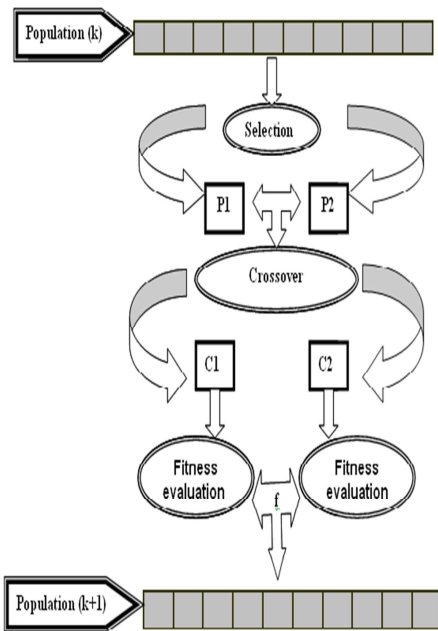 Population (k)
Selection
P1
P2
Crossover
C1
C2
Fitness
evaluation
Fitness
evaluation
f
Population (k+1)